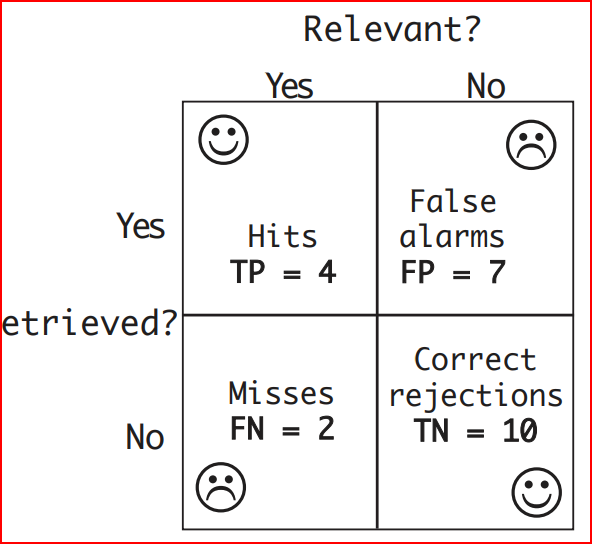 Relevant?
Yes No
Yes
Hits
TP = 4
False
alarms
FP = 7
etrieved?
No
Misses
FN = 2
Correct
rejections
TN = 10